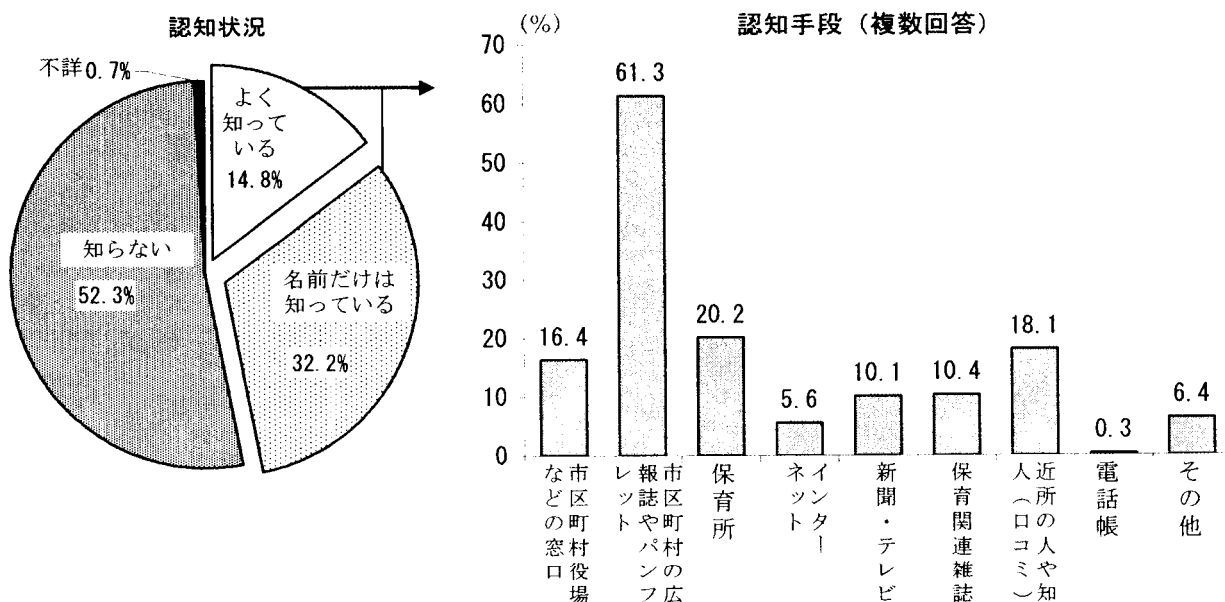 認知状況
不詳0.7%
よく
知って
いる
14.8%
知らない
52.3%
名前だけは
知っている
32.2%
認知手段（複数回答）
(%)
70
60
50
40
30
20
10
0
16.4
61.3
20.2
5.6
10.1
10.4
18.1
0.3
6.4
市区町村役場
などの窓口
市区町村の広
報誌やパンフ
レット
保育所
インター
ネット
新聞・テレビ
保育関連雑誌
近所の人や知
人（口コミ）
電話帳
その他